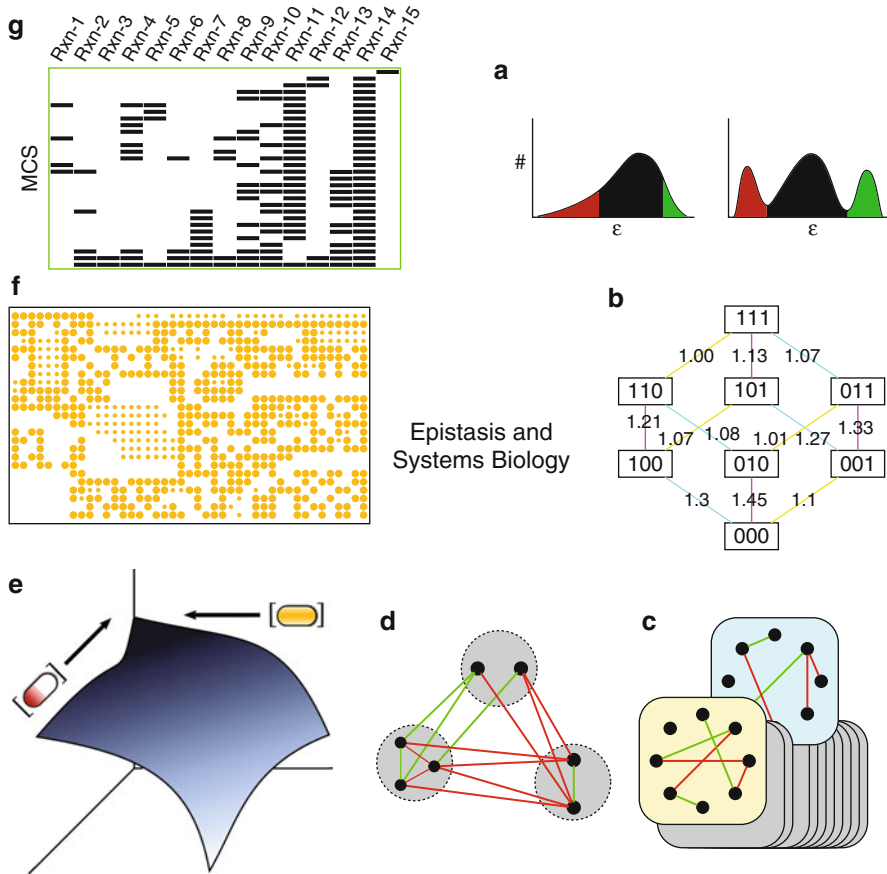 g
Rxn-1 Rxn-2 Rxn-3 Rxn-4 Rxn-5 Rxn-6 Rxn-7 Rxn-8 Rxn-9 Rxn-10 Rxn-11 Rxn-12 Rxn-13 Rxn-14 Rxn-15
MCS
a
#
ε ε
f
b
111
1.00 1.13 1.07
110 101 011
1.21 1.07 1.08 1.01 1.27 1.33
100 010 001
1.3 1.45 1.1
000
Epistasis and
Systems Biology
e
[ ]
[ ]
d
c